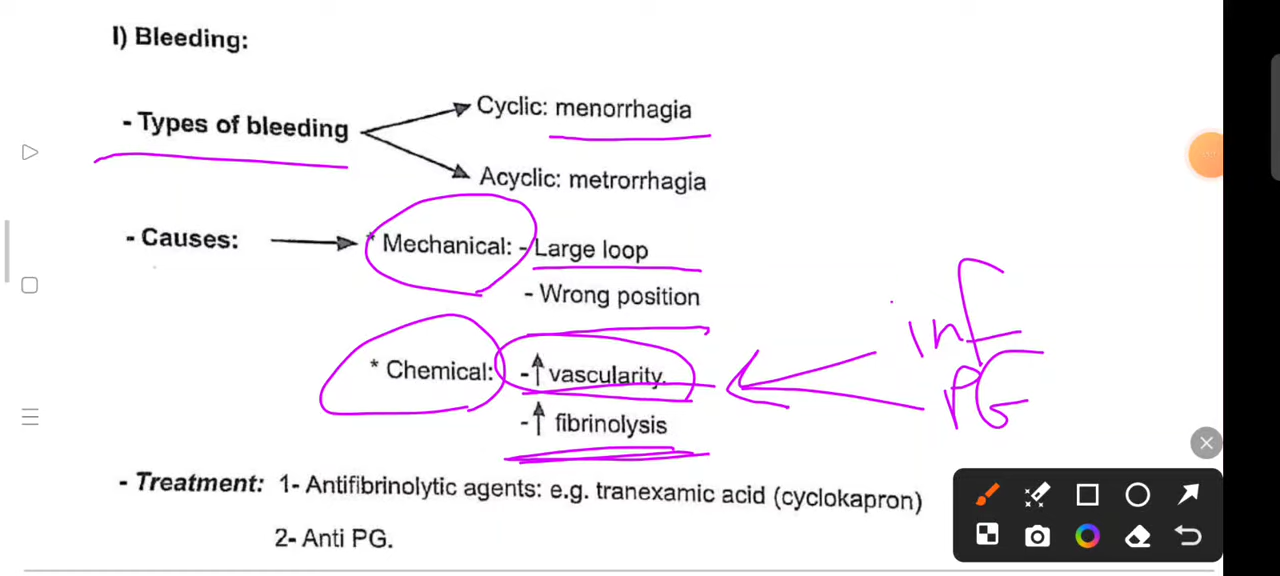 I) Bleeding:
Cyclic: menorrhagia
- Types of bleeding
Acyclic: metrorrhagia
- Causes: * Mechanical: - Large loop
- Wrong position
inf
* Chemical: -↑ vascularity.
PG
-↑ fibrinolysis
- Treatment: 1- Antifibrinolytic agents: e.g. tranexamic acid (cyclokapron)
2- Anti PG.